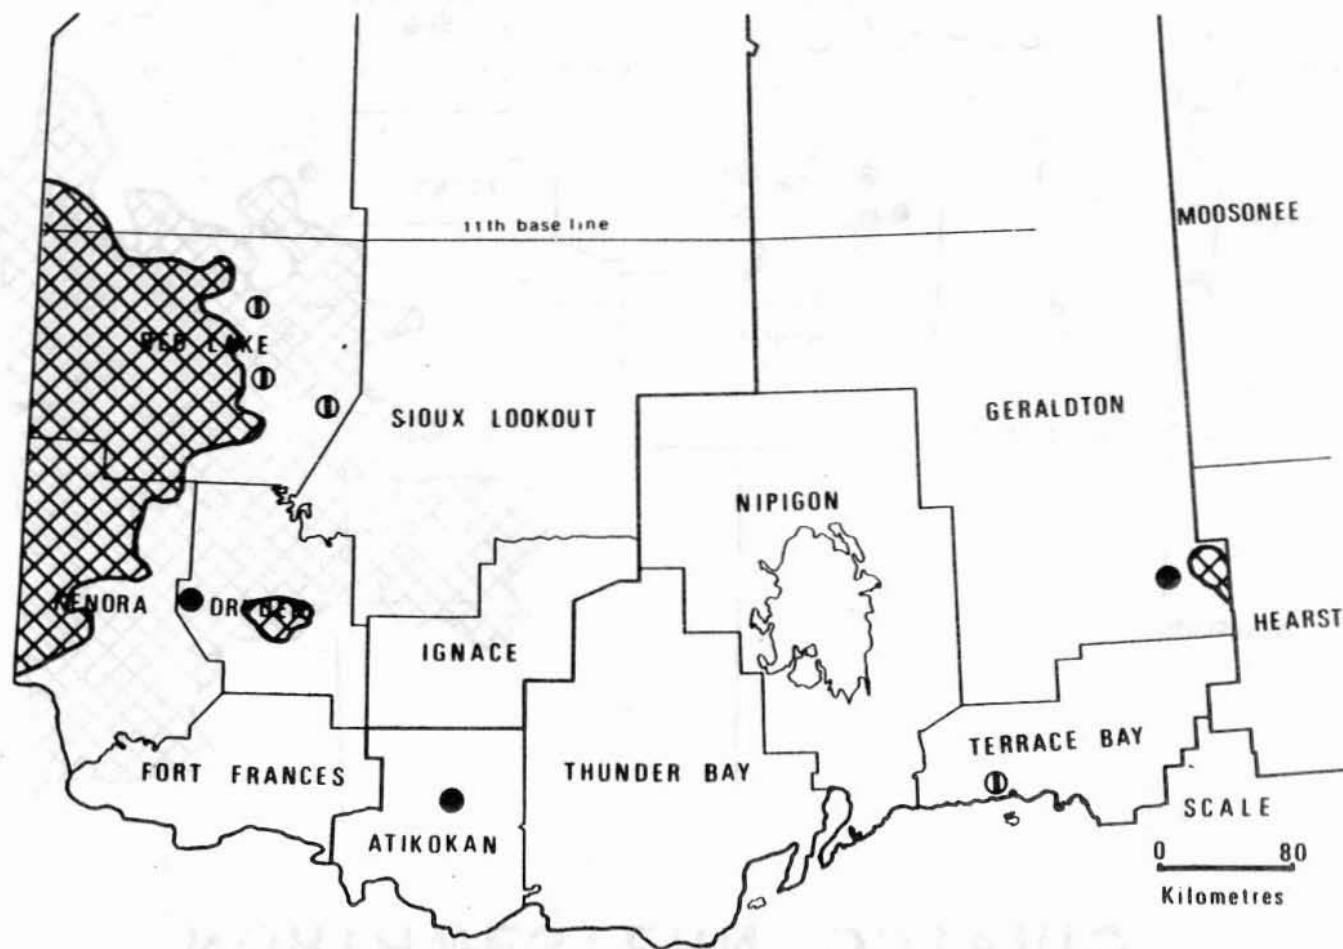 MOOSONEE
11th base line
RED LAKE
SIOUX LOOKOUT
GERALDTON
NIPIGON
KENORA
DRYDEN
HEARST
IGNACE
TERRACE BAY
FORT FRANCES
THUNDER BAY
ATIKOKAN
SCALE
0 80
Kilometres